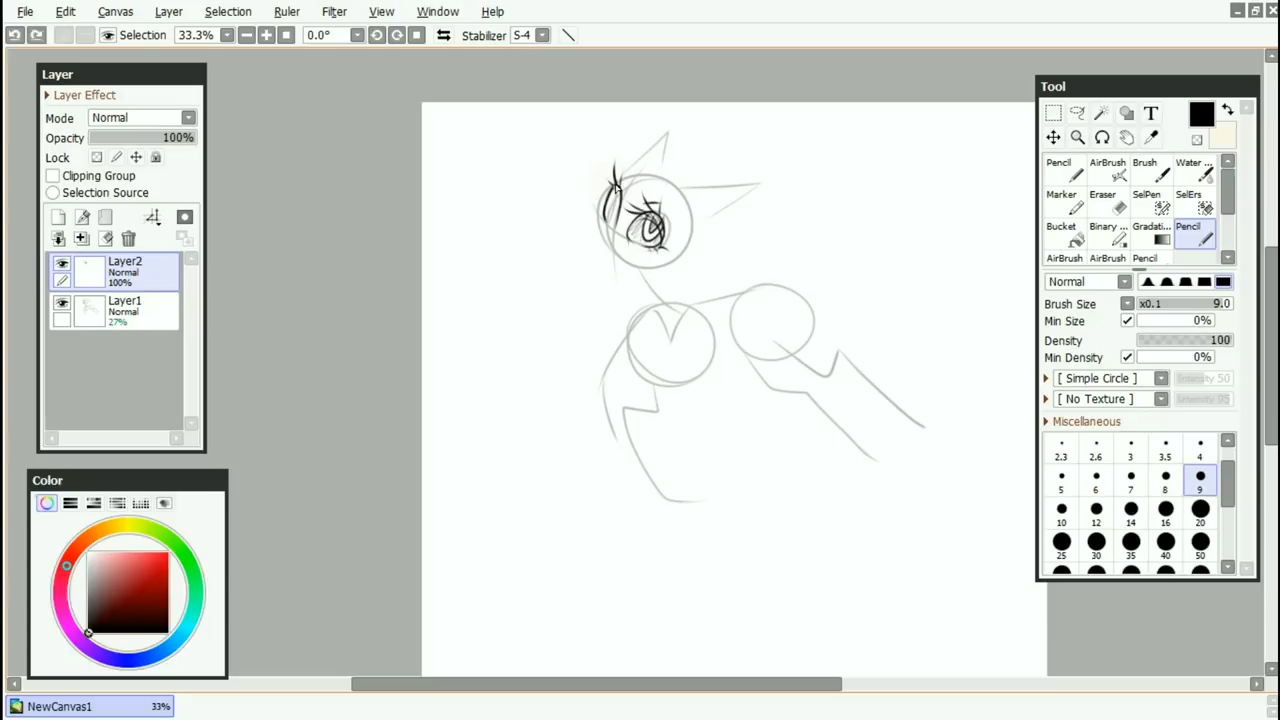 File Edit Canvas Layer Selection Ruler Filter View Window Help
Selection 33.3% 0.0° Stabilizer S-4
Layer
Layer Effect
Mode Normal
Opacity 100%
Lock
Clipping Group
Selection Source
Layer2
Normal
100%
Layer1
Normal
27%
Color
Tool
T
Pencil AirBrush Brush Water ...
Marker Eraser SelPen SelErs
Bucket Binary ... Gradati... Pencil
AirBrush AirBrush Pencil
Normal
Brush Size x0.1 9.0
Min Size 0%
Density 100
Min Density 0%
[ Simple Circle ] Intensity 50
[ No Texture ] Intensity 95
Miscellaneous
2.3 2.6 3 3.5 4
5 6 7 8 9
10 12 14 16 20
25 30 35 40 50
NewCanvas1 33%